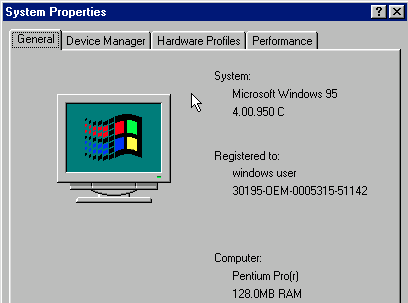 System Properties
General
Device Manager
Hardware Profiles
Performance
System:
Microsoft Windows 95
4.00.950 C
Registered to:
windows user
30195-OEM-0005315-51142
Computer:
Pentium Pro(r)
128.0MB RAM